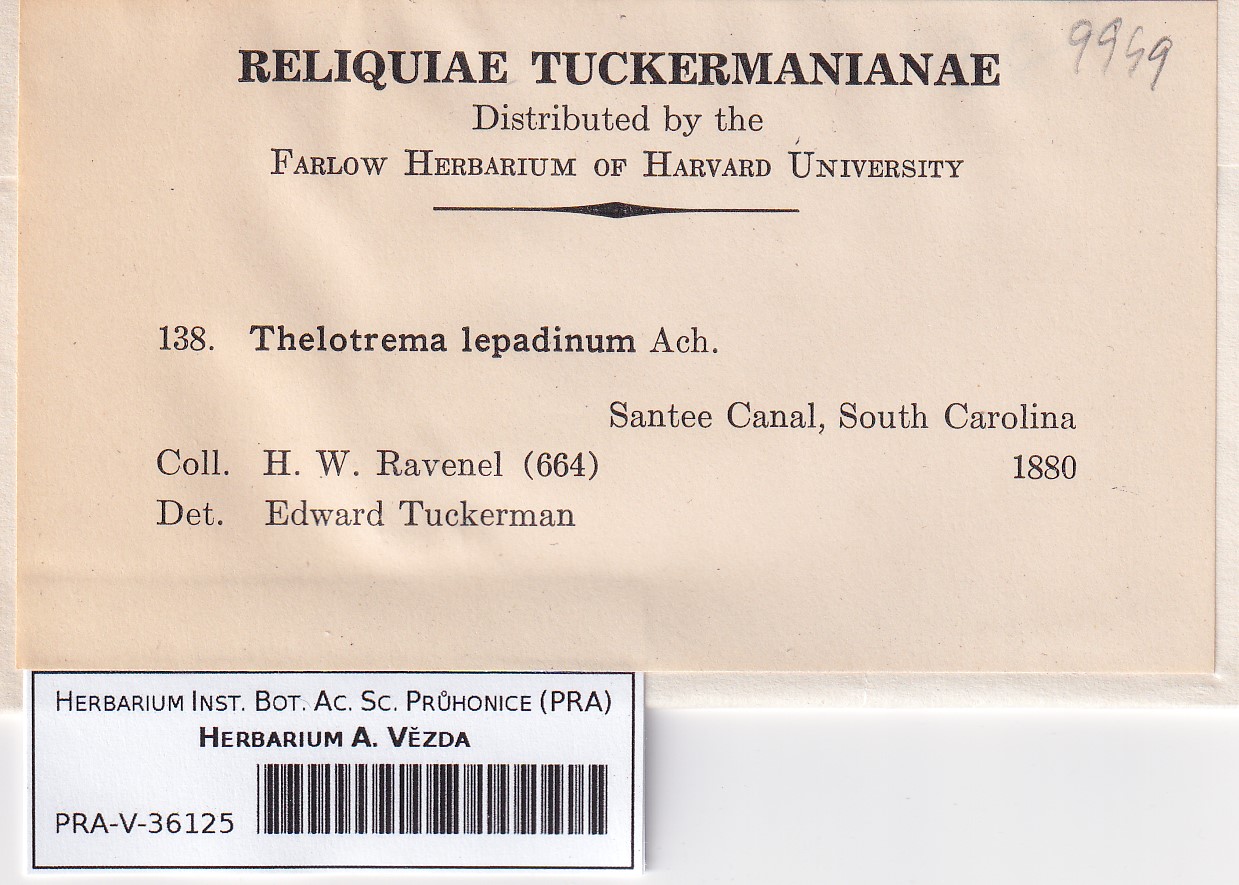 9959
RELIQUIAE TUCKERMANIANAE
Distributed by the
FARLOW HERBARIUM OF HARVARD UNIVERSITY
138. Thelotrema lepadinum Ach.
Santee Canal, South Carolina
Coll. H. W. Ravenel (664) 1880
Det. Edward Tuckerman
HERBARIUM INST. BOT. AC. SC. PRŮHONICE (PRA)
HERBARIUM A. VĚZDA
PRA-V-36125